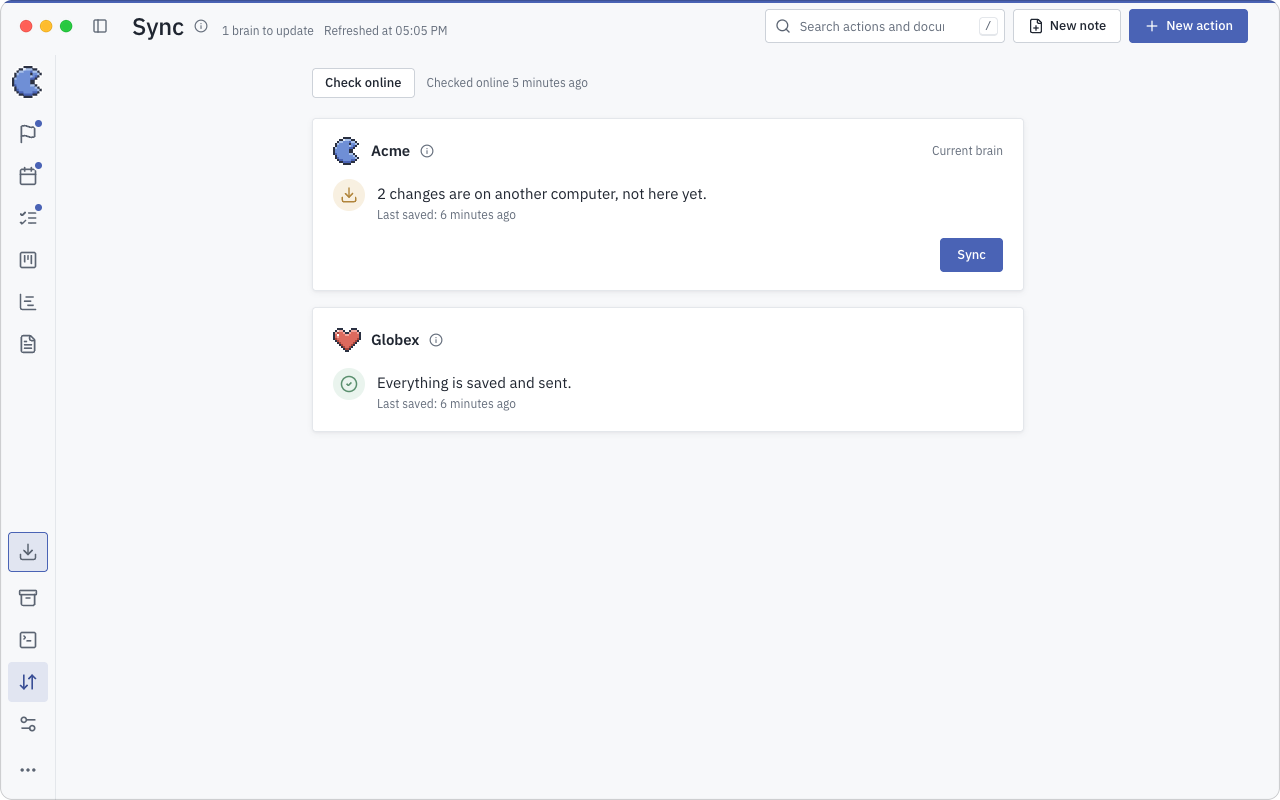 Sync
1 brain to update Refreshed at 05:05 PM
Search actions and docu
/
New note
New action
Check online
Checked online 5 minutes ago
Acme
Current brain
2 changes are on another computer, not here yet.
Last saved: 6 minutes ago
Sync
Globex
Everything is saved and sent.
Last saved: 6 minutes ago